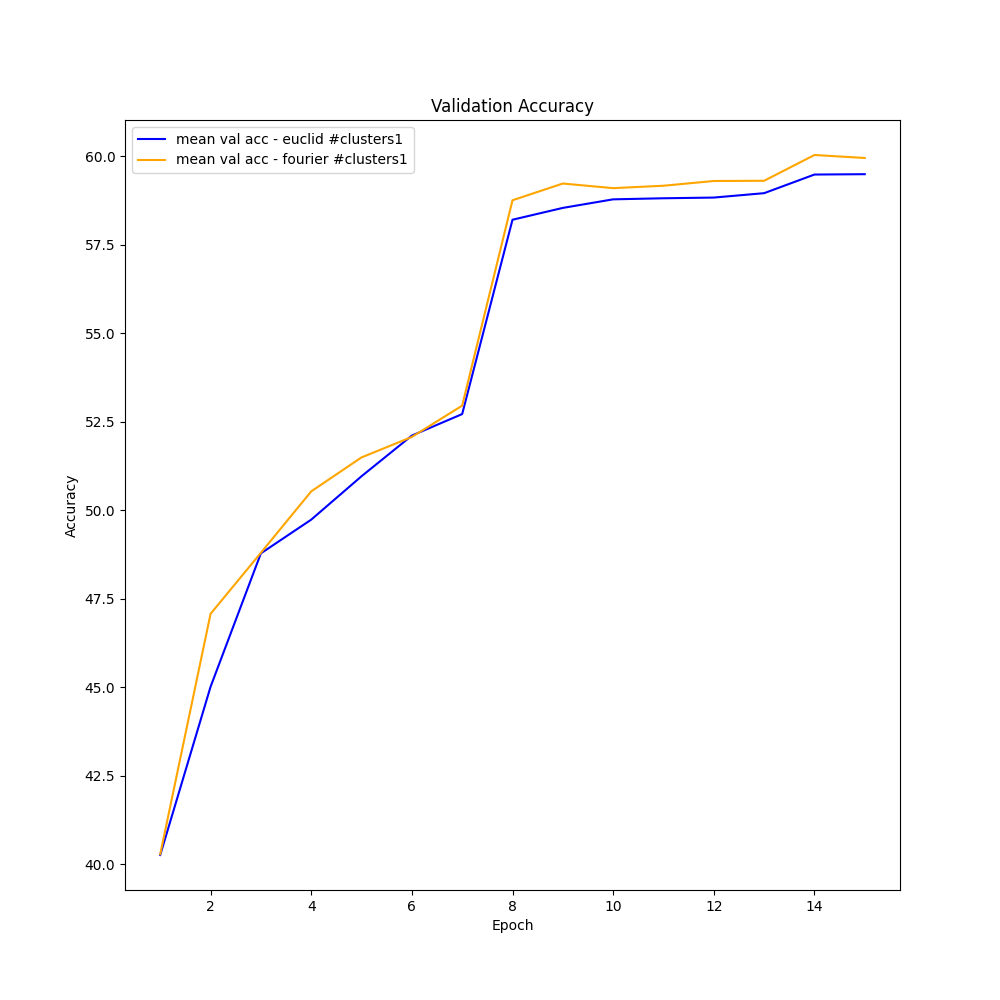 Validation Accuracy
mean val acc - euclid #clusters1
mean val acc - fourier #clusters1
60.0
57.5
55.0
52.5
50.0
47.5
45.0
42.5
40.0
Accuracy
2 4 6 8 10 12 14
Epoch